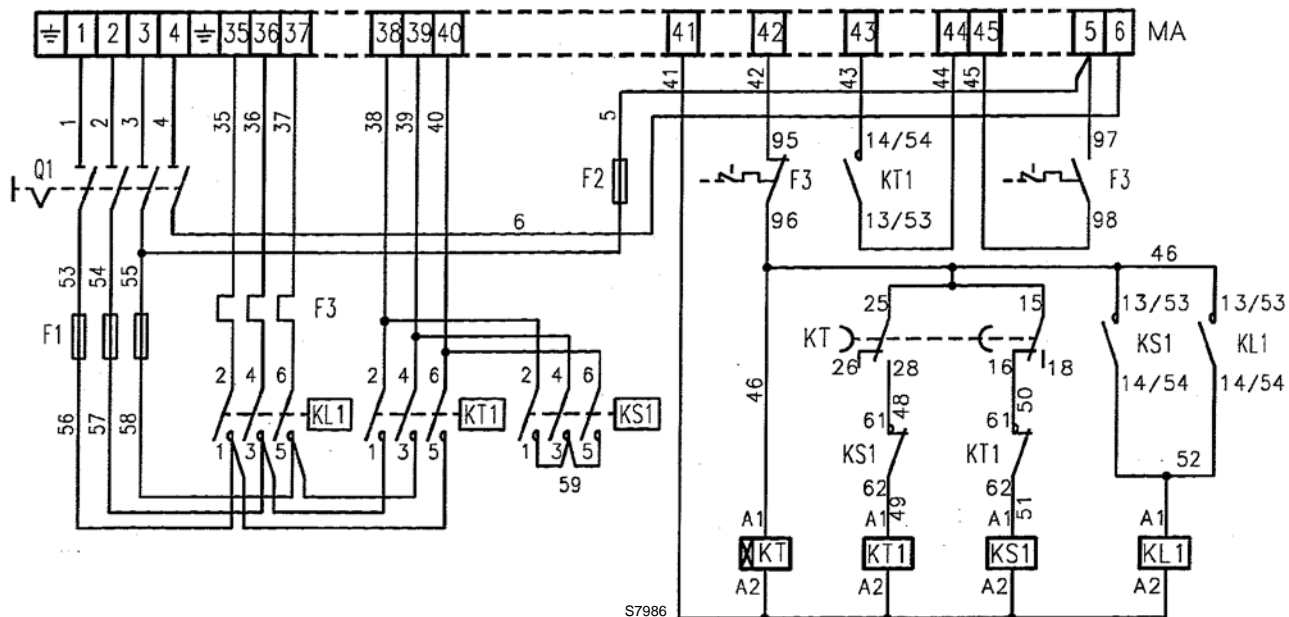 1 2 3 4 35 36 37 38 39 40 41 42 43 44 45 5 6 MA
1 2 3 4 35 36 37 38 39 40 5 41 42 43 44 45
95 14/54 97
Q1 F2 F3 KT1 F3
6 96 13/53 98
53 54 55 46
F1 F3 25 15 13/53 13/53
KT KS1 KL1
2 4 6 2 4 6 2 4 6 26 28 16 18 14/54 14/54
46 48 50
KL1 KT1 KS1 61 61
56 57 58 1 3 5 1 3 5 1 3 5 KS1 KT1 52
59 62 62
49 51
A1 A1 A1 A1
KT KT1 KS1 KL1
A2 A2 A2 A2
S7986